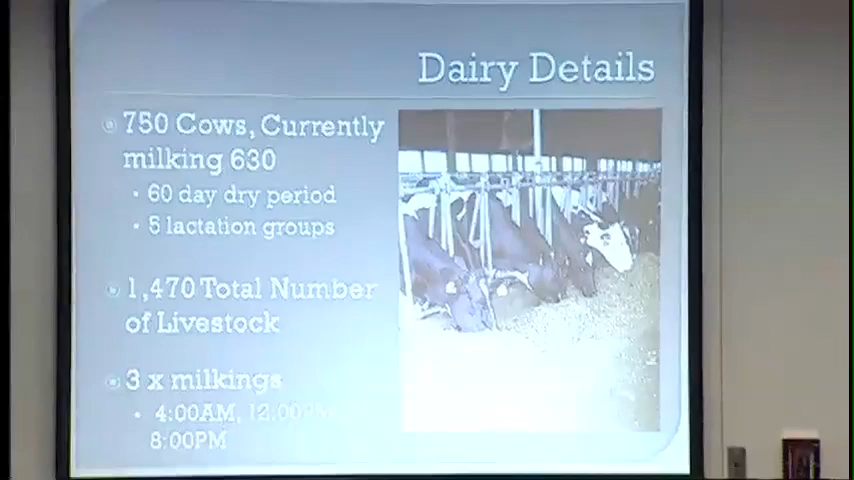 Dairy Details
750 Cows, Currently
milking 630
60 day dry period
5 lactation groups
1,470 Total Number
of Livestock
3 x milkings
4:00AM, 12:00PM
8:00PM